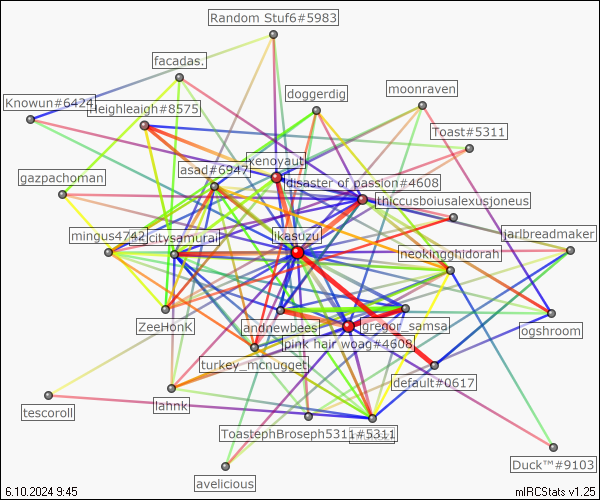 Random Stuf6#5983
facadas.
doggerdig
moonraven
Knowun#6424
Heighleaigh#8575
Toast#5311
xenoyauti
gazpachoman
asad#6947
disaster of passion#4608
thiccusboiusalexusjoneus
mingus4742
citysamurai
ikasuzu
jarlbreadmaker
neokingghidorah
ZeeHonK
andnewbees
gregor_samsa
ogshroom
pink hair woag#4608
turkey_mcnugget
default#0617
tescoroll
lahnk
ToastephBroseph5311#5311
Duck™#9103
avelicious
6.10.2024 9:45
mIRCStats v1.25